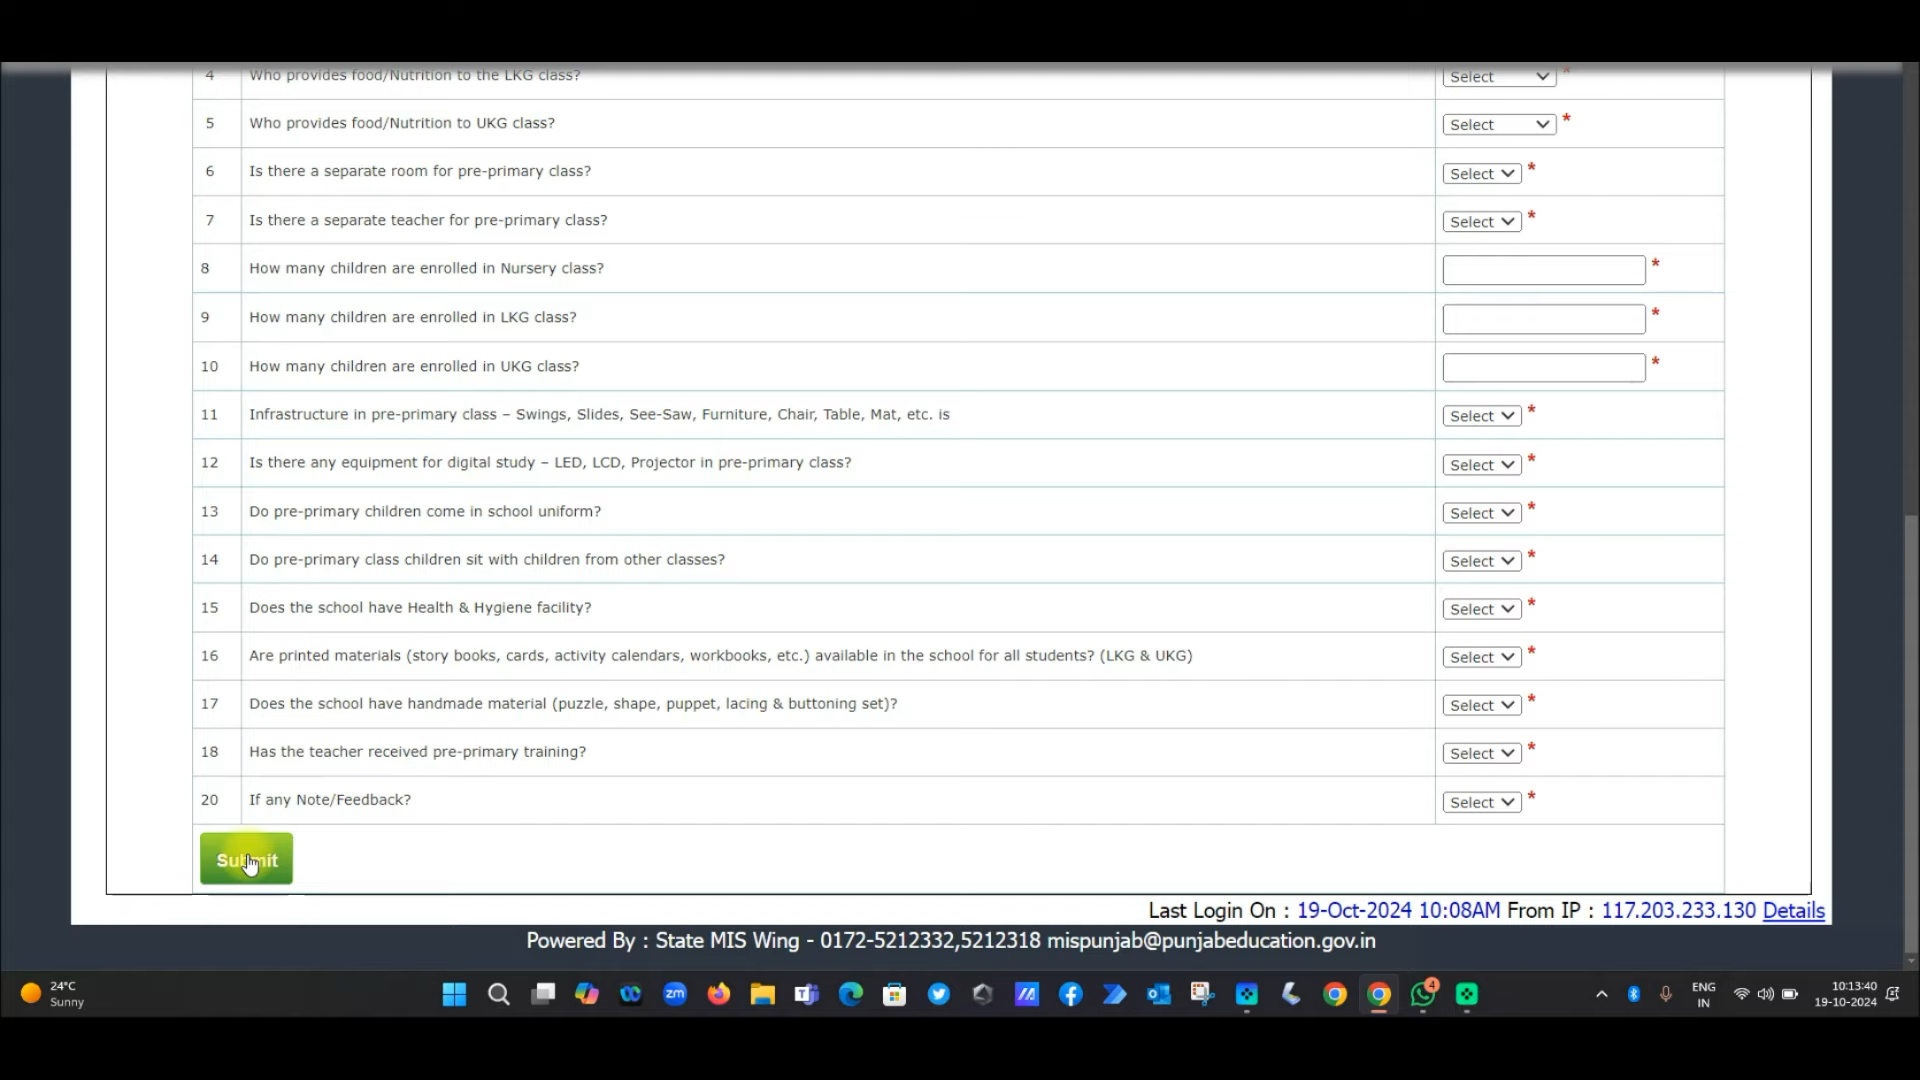 4 Who provides food/Nutrition to the LKG class? Select *
5 Who provides food/Nutrition to UKG class? Select *
6 Is there a separate room for pre-primary class? Select *
7 Is there a separate teacher for pre-primary class? Select *
8 How many children are enrolled in Nursery class? *
9 How many children are enrolled in LKG class? *
10 How many children are enrolled in UKG class? *
11 Infrastructure in pre-primary class – Swings, Slides, See-Saw, Furniture, Chair, Table, Mat, etc. is Select *
12 Is there any equipment for digital study – LED, LCD, Projector in pre-primary class? Select *
13 Do pre-primary children come in school uniform? Select *
14 Do pre-primary class children sit with children from other classes? Select *
15 Does the school have Health & Hygiene facility? Select *
16 Are printed materials (story books, cards, activity calendars, workbooks, etc.) available in the school for all students? (LKG & UKG) Select *
17 Does the school have handmade material (puzzle, shape, puppet, lacing & buttoning set)? Select *
18 Has the teacher received pre-primary training? Select *
20 If any Note/Feedback? Select *
Submit
Last Login On : 19-Oct-2024 10:08AM From IP : 117.203.233.130 Details
Powered By : State MIS Wing - 0172-5212332,5212318 mispunjab@punjabeducation.gov.in
24°C
Sunny
zm
4
ENG
IN
10:13:40
19-10-2024